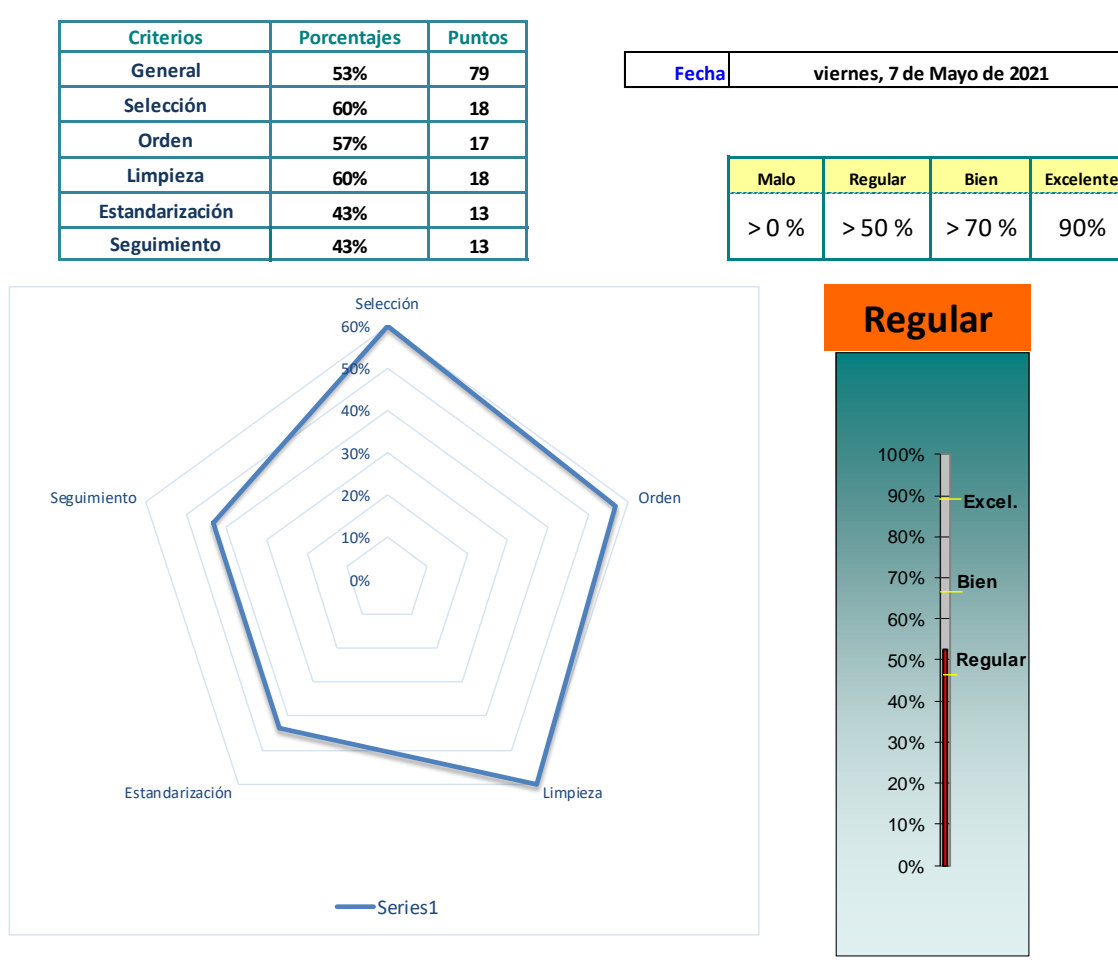 Criterios Porcentajes Puntos
General 53% 79
Selección 60% 18
Orden 57% 17
Limpieza 60% 18
Estandarización 43% 13
Seguimiento 43% 13
Fecha viernes, 7 de Mayo de 2021
Malo Regular Bien Excelente
> 0 % > 50 % > 70 % 90%
Selección
60%
50%
40%
30%
20%
10%
0%
Seguimiento
Orden
Estandarización
Limpieza
Series1
Regular
100%
90% Excel.
80%
70% Bien
60%
50% Regular
40%
30%
20%
10%
0%